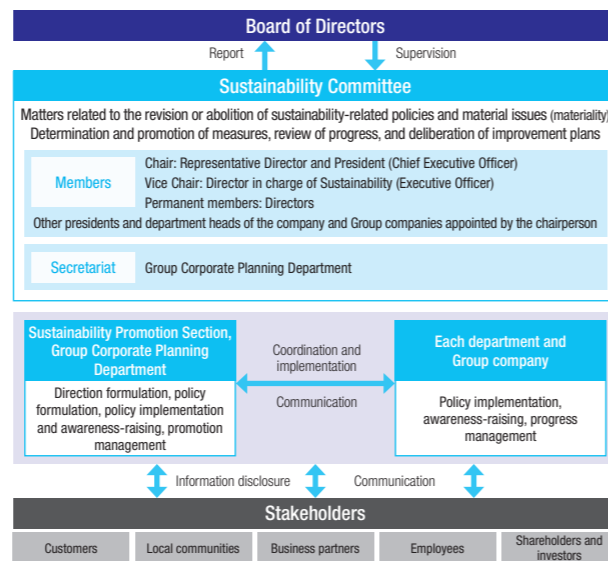 Board of Directors
Report
Supervision
Sustainability Committee
Matters related to the revision or abolition of sustainability-related policies and material issues (materiality)
Determination and promotion of measures, review of progress, and deliberation of improvement plans
Members
Chair: Representative Director and President (Chief Executive Officer)
Vice Chair: Director in charge of Sustainability (Executive Officer)
Permanent members: Directors
Other presidents and department heads of the company and Group companies appointed by the chairperson
Secretariat
Group Corporate Planning Department
Sustainability Promotion Section,
Group Corporate Planning
Department
Direction formulation, policy
formulation, policy implementation
and awareness-raising, promotion
management
Coordination and
implementation
Communication
Each department and
Group company
Policy implementation,
awareness-raising, progress
management
Information disclosure
Communication
Stakeholders
Customers
Local communities
Business partners
Employees
Shareholders and
investors